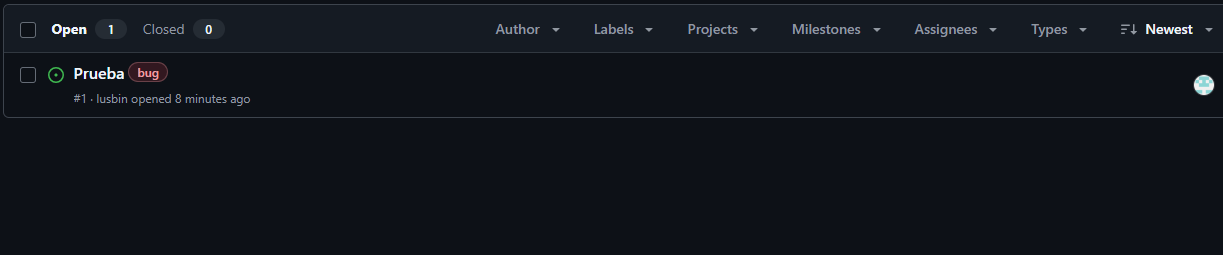 Open 1 Closed 0 Author Labels Projects Milestones Assignees Types Newest
Prueba bug
#1 · lusbin opened 8 minutes ago